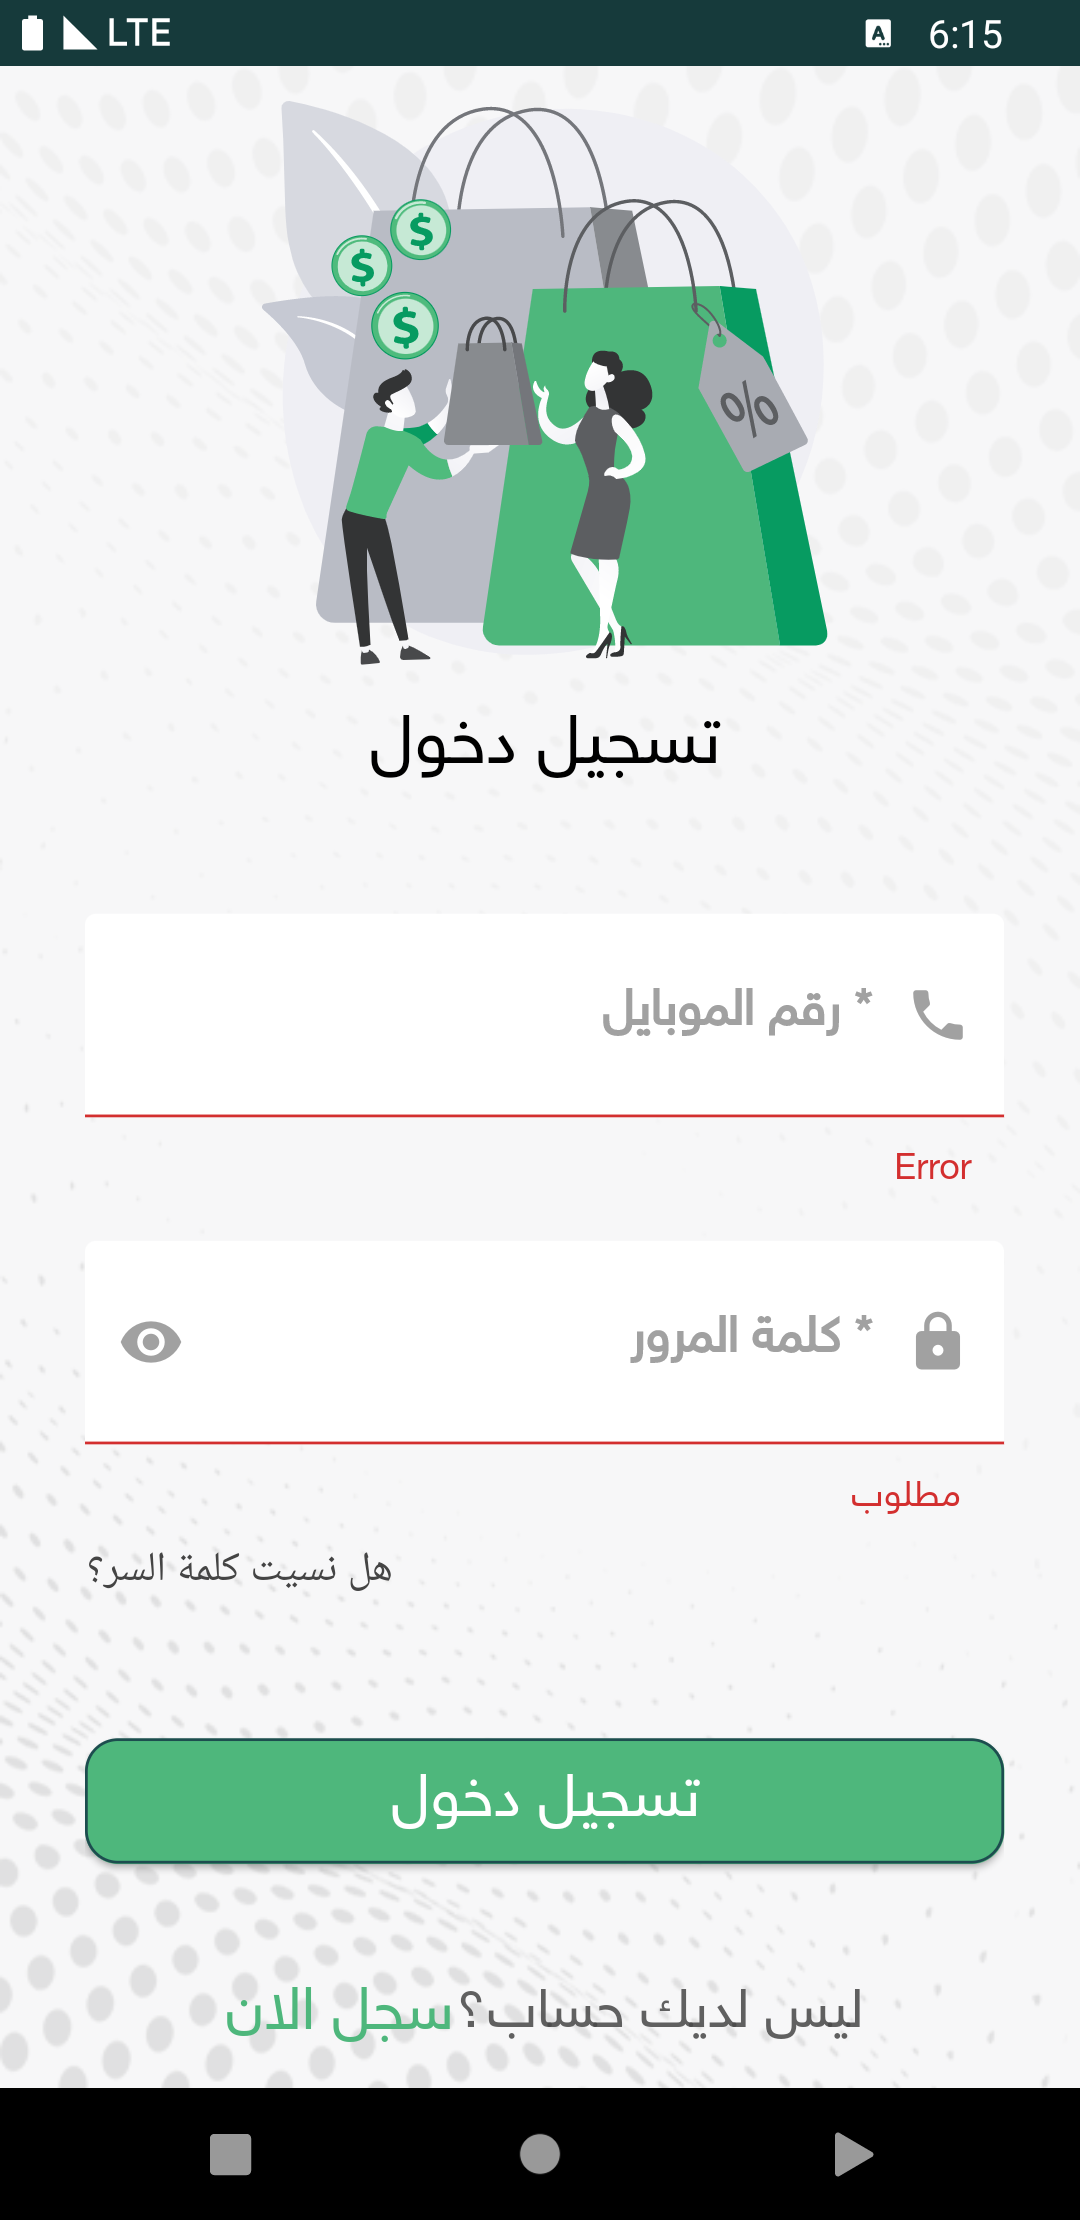 LTE 6:15
$
$
$
%
تسجيل دخول
* رقم الموبايل
Error
* كلمة المرور
مطلوب
هل نسيت كلمة السر؟
تسجيل دخول
ليس لديك حساب؟ سجل الان